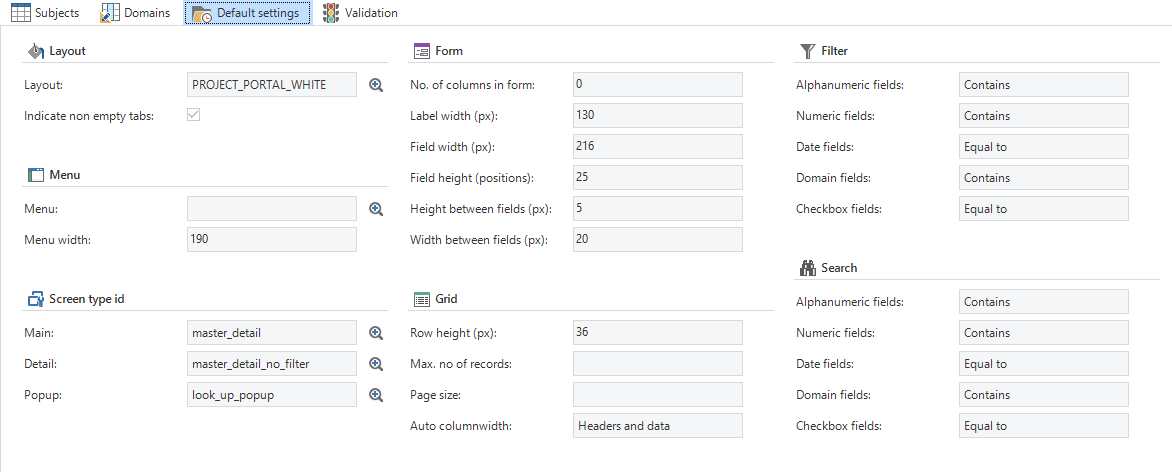 Subjects Domains Default settings Validation
Layout
Layout: PROJECT_PORTAL_WHITE
Indicate non empty tabs:
Menu
Menu:
Menu width: 190
Screen type id
Main: master_detail
Detail: master_detail_no_filter
Popup: look_up_popup
Form
No. of columns in form: 0
Label width (px): 130
Field width (px): 216
Field height (positions): 25
Height between fields (px): 5
Width between fields (px): 20
Grid
Row height (px): 36
Max. no of records:
Page size:
Auto columnwidth: Headers and data
Filter
Alphanumeric fields: Contains
Numeric fields: Contains
Date fields: Equal to
Domain fields: Contains
Checkbox fields: Equal to
Search
Alphanumeric fields: Contains
Numeric fields: Contains
Date fields: Equal to
Domain fields: Contains
Checkbox fields: Equal to